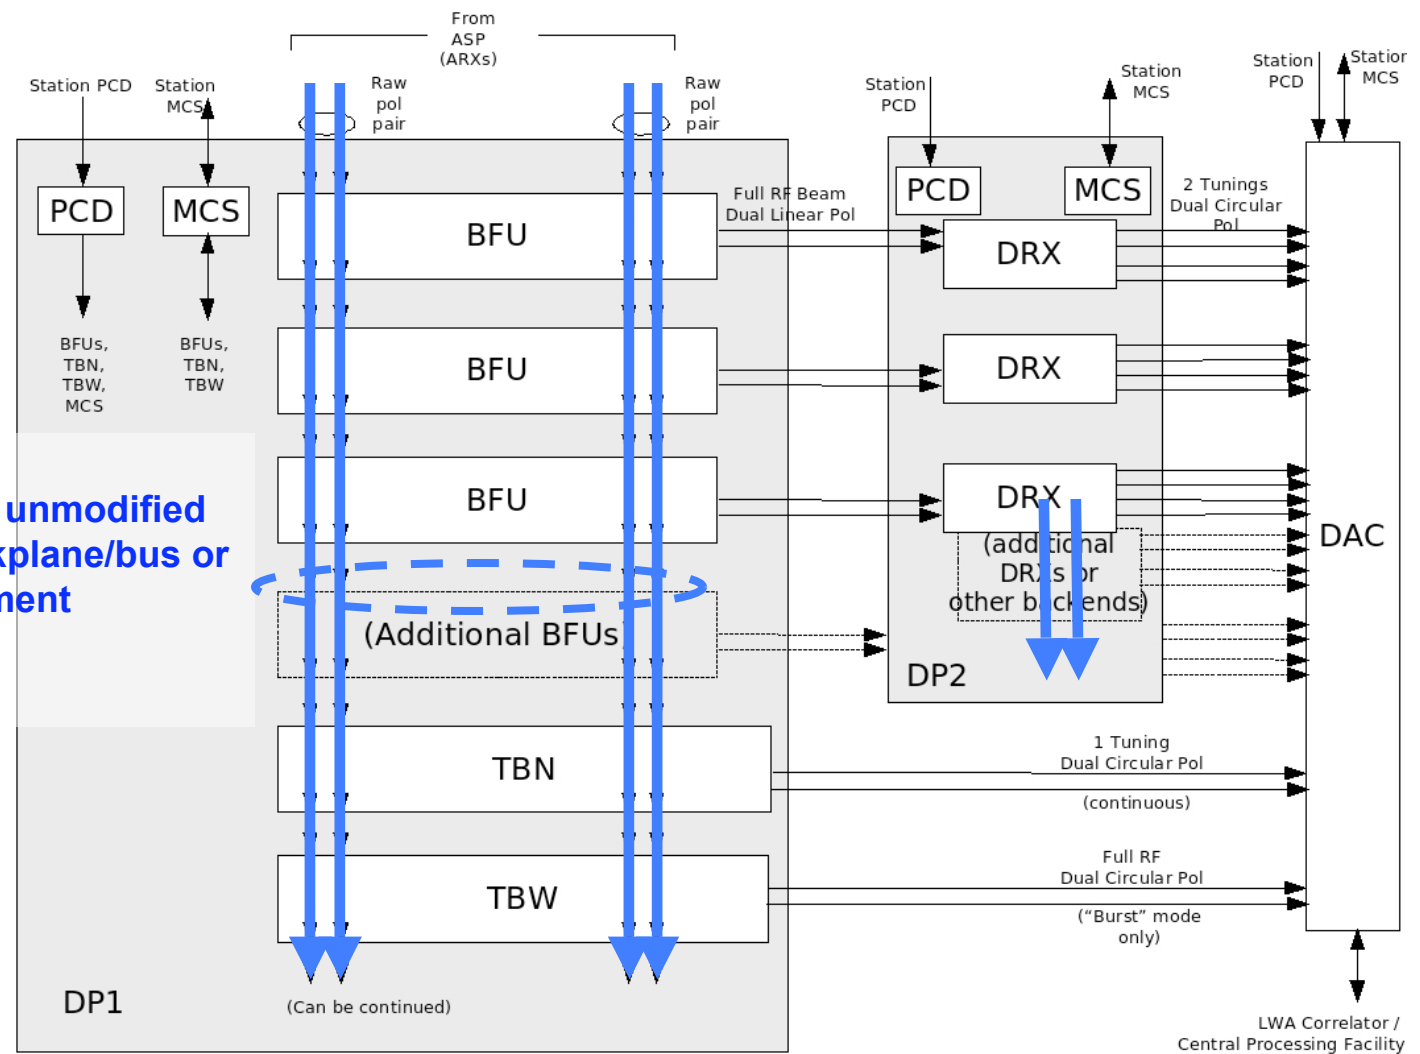 From
ASP
(ARXs)
Station PCD
Station
MCS
Raw
pol
pair
Raw
pol
pair
Station
PCD
Station
MCS
Station
PCD
Station
MCS
PCD
MCS
BFU
Full RF Beam
Dual Linear Pol
PCD
MCS
2 Tunings
Dual Circular
Pol
DRX
BFUs,
TBN,
TBW,
MCS
BFUs,
TBN,
TBW
BFU
DRX
BFU
DRX
unmodified
kplane/bus or
ment
(additional
DRXs or
other backends)
DAC
(Additional BFUs)
DP2
TBN
1 Tuning
Dual Circular Pol
(continuous)
TBW
Full RF
Dual Circular Pol
("Burst" mode
only)
DP1
(Can be continued)
LWA Correlator /
Central Processing Facility